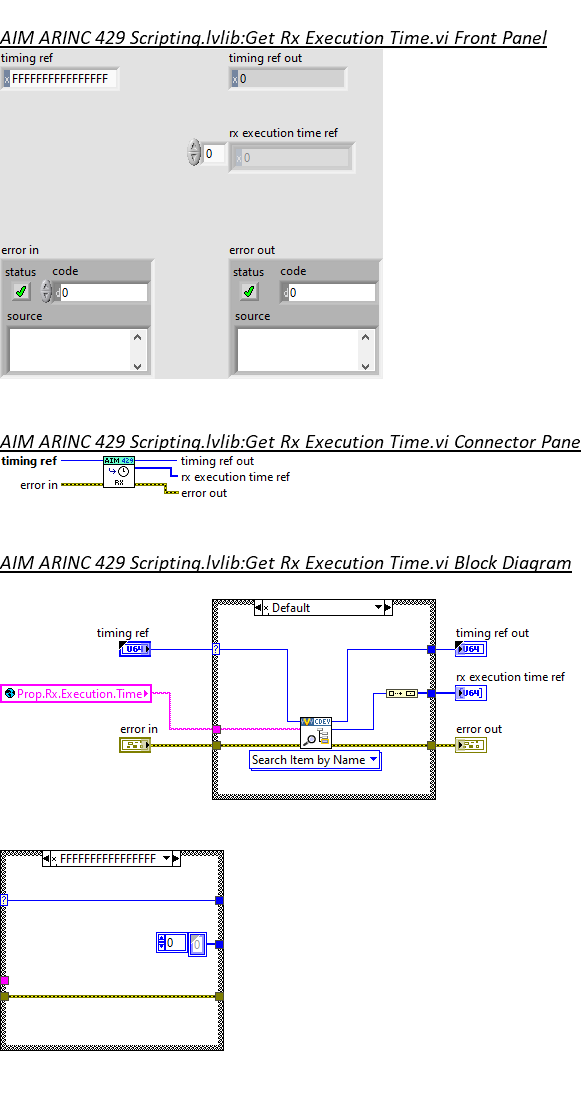 AIM ARINC 429 Scripting.lvlib:Get Rx Execution Time.vi Front Panel
timing ref
timing ref out
x FFFFFFFFFFFFFFFF
x 0
rx execution time ref
0
x 0
error in
error out
status code
status code
d 0
d 0
source
source
AIM ARINC 429 Scripting.lvlib:Get Rx Execution Time.vi Connector Pane
timing ref
AIM 429
timing ref out
rx execution time ref
error in
RX
error out
AIM ARINC 429 Scripting.lvlib:Get Rx Execution Time.vi Block Diagram
x Default
timing ref
timing ref out
U64
?
U64
rx execution time ref
Prop.Rx.Execution.Time
U64
error in
CDEV
error out
Search Item by Name
x FFFFFFFFFFFFFFFF
?
0
0